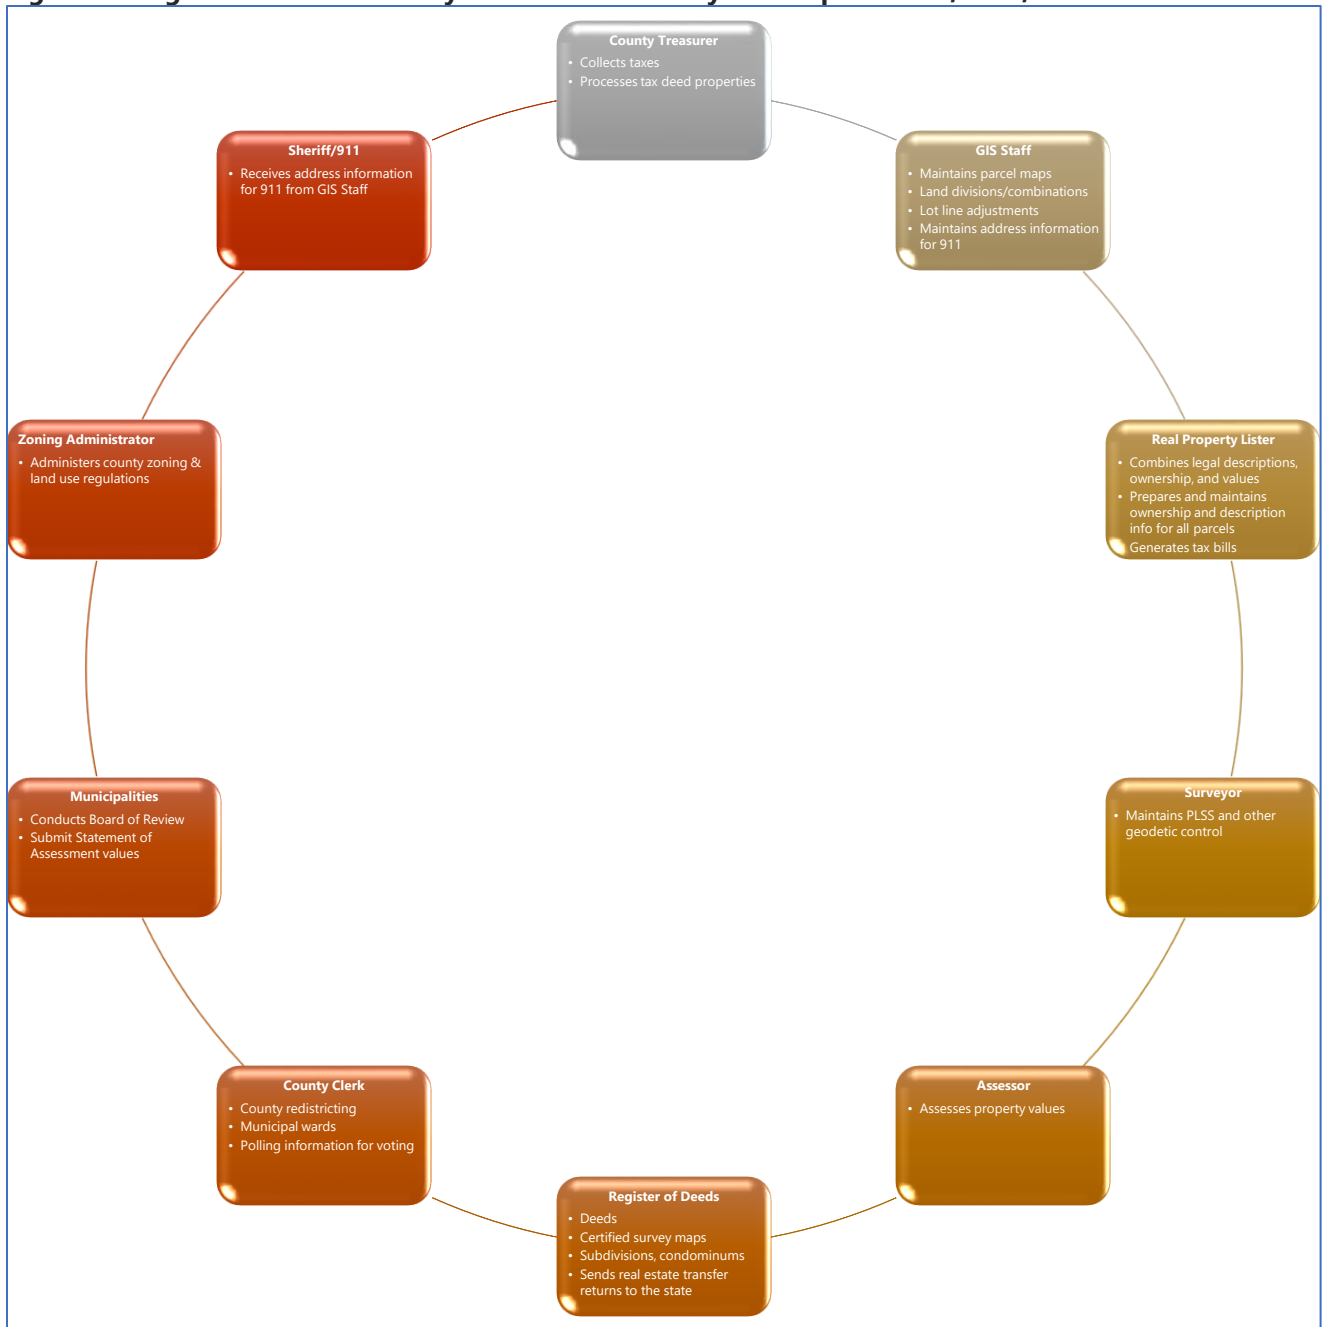 County Treasurer
• Collects taxes
• Processes tax deed properties
GIS Staff
• Maintains parcel maps
• Land divisions/combinations
• Lot line adjustments
• Maintains address information
for 911
Real Property Lister
• Combines legal descriptions,
ownership, and values
• Prepares and maintains
ownership and description
info for all parcels
Generates tax bills
Surveyor
• Maintains PLSS and other
geodetic control
Assessor
• Assesses property values
Register of Deeds
• Deeds
• Certified survey maps
• Subdivisions, condominums
• Sends real estate transfer
returns to the state
County Clerk
• County redistricting
• Municipal wards
• Polling information for voting
Municipalities
• Conducts Board of Review
• Submit Statement of
Assessment values
Zoning Administrator
• Administers county zoning &
land use regulations
Sheriff/911
• Receives address information
for 911 from GIS Staff